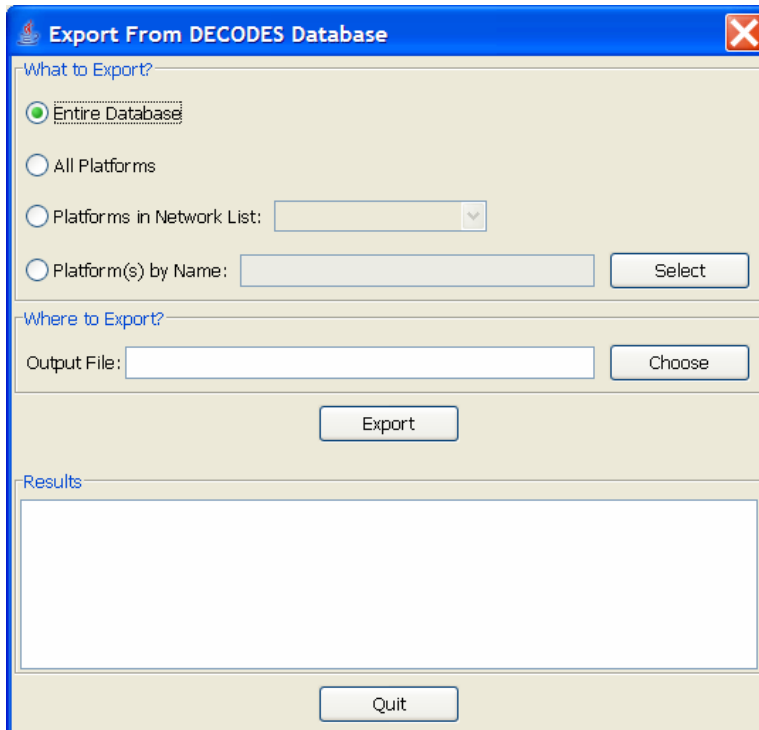 Export From DECODES Database
What to Export?
Entire Database
All Platforms
Platforms in Network List:
Platform(s) by Name:
Select
Where to Export?
Output File:
Choose
Export
Results
Quit